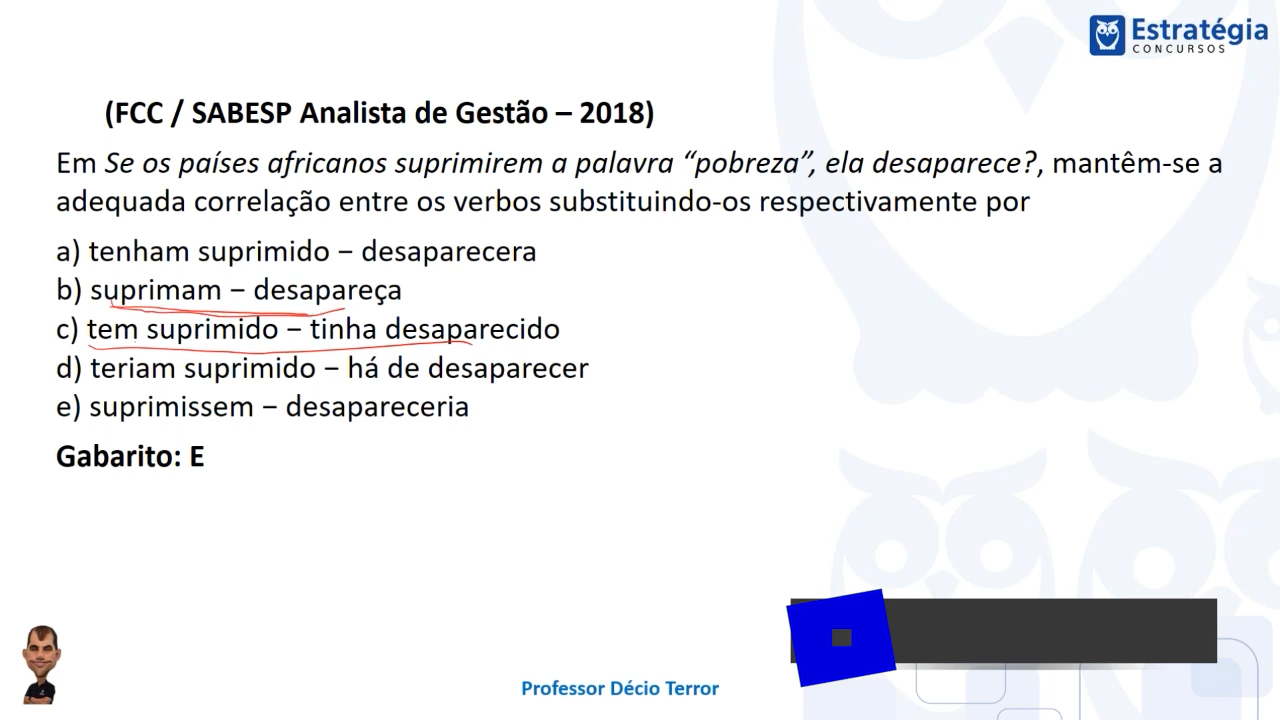 Estratégia
CONCURSOS
(FCC / SABESP Analista de Gestão – 2018)
Em Se os países africanos suprimirem a palavra “pobreza”, ela desaparece?, mantêm-se a
adequada correlação entre os verbos substituindo-os respectivamente por
a) tenham suprimido − desaparecera
b) suprimam − desapareça
c) tem suprimido − tinha desaparecido
d) teriam suprimido − há de desaparecer
e) suprimissem − desapareceria
Gabarito: E
Professor Décio Terror